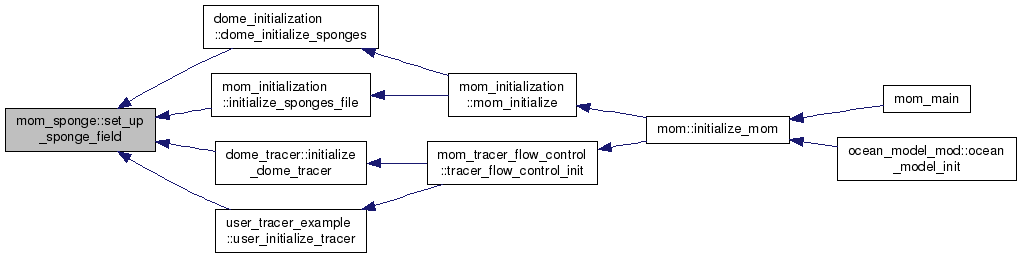 dome_initialization
::dome_initialize_sponges
mom_initialization
::initialize_sponges_file
mom_initialization
::mom_initialize
mom_main
mom_sponge::set_up
_sponge_field
mom::initialize_mom
dome_tracer::initialize
_dome_tracer
mom_tracer_flow_control
::tracer_flow_control_init
ocean_model_mod::ocean
_model_init
user_tracer_example
::user_initialize_tracer